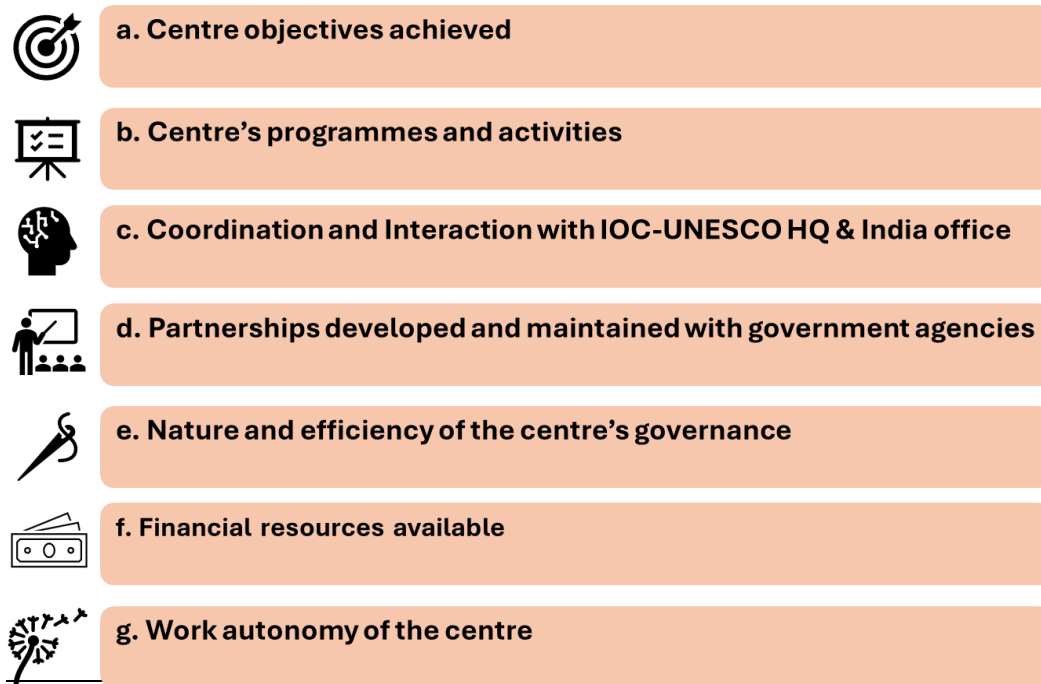 a. Centre objectives achieved
b. Centre’s programmes and activities
c. Coordination and Interaction with IOC-UNESCO HQ & India office
d. Partnerships developed and maintained with government agencies
e. Nature and efficiency of the centre’s governance
f. Financial resources available
g. Work autonomy of the centre